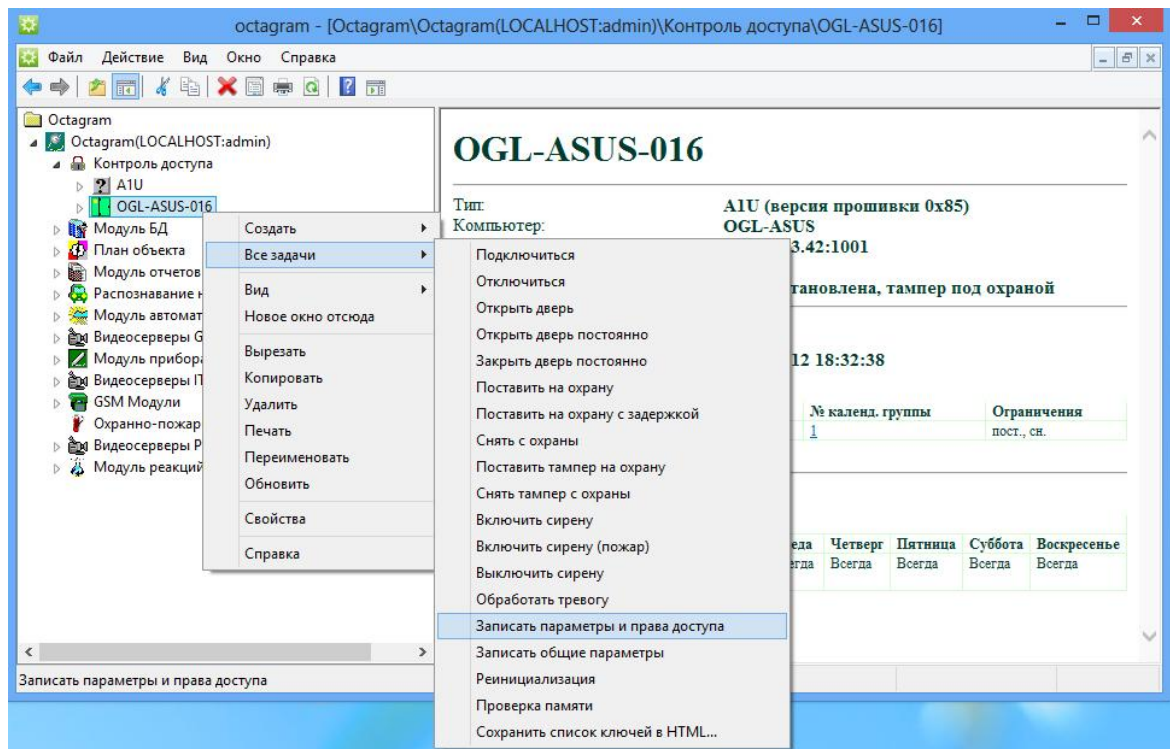 octagram - [Octagram\Octagram(LOCALHOST:admin)\Контроль доступа\OGL-ASUS-016]
Файл Действие Вид Окно Справка
Octagram
Octagram(LOCALHOST:admin)
Контроль доступа
A1U
OGL-ASUS-016
Модуль БД
План объекта
Модуль отчетов
Распознавание н
Модуль автомат
Видеосерверы G
Модуль прибор
Видеосерверы IT
GSM Модули
Охранно-пожар
Видеосерверы P
Модуль реакций
Записать параметры и права доступа
Создать
Все задачи
Вид
Новое окно отсюда
Вырезать
Копировать
Удалить
Печать
Переименовать
Обновить
Свойства
Справка
Подключиться
Отключиться
Открыть дверь
Открыть дверь постоянно
Закрыть дверь постоянно
Поставить на охрану
Поставить на охрану с задержкой
Снять с охраны
Поставить тампер на охрану
Снять тампер с охраны
Включить сирену
Включить сирену (пожар)
Выключить сирену
Обработать тревогу
Записать параметры и права доступа
Записать общие параметры
Реинициализация
Проверка памяти
Сохранить список ключей в HTML...
OGL-ASUS-016
Тип: A1U (версия прошивки 0x85)
Компьютер: OGL-ASUS
3.42:1001
тановлена, тампер под охраной
12 18:32:38
№ календ. группы Ограничения
1 пост., сн.
еда Четверг Пятница Суббота Воскресенье
егда Всегда Всегда Всегда Всегда